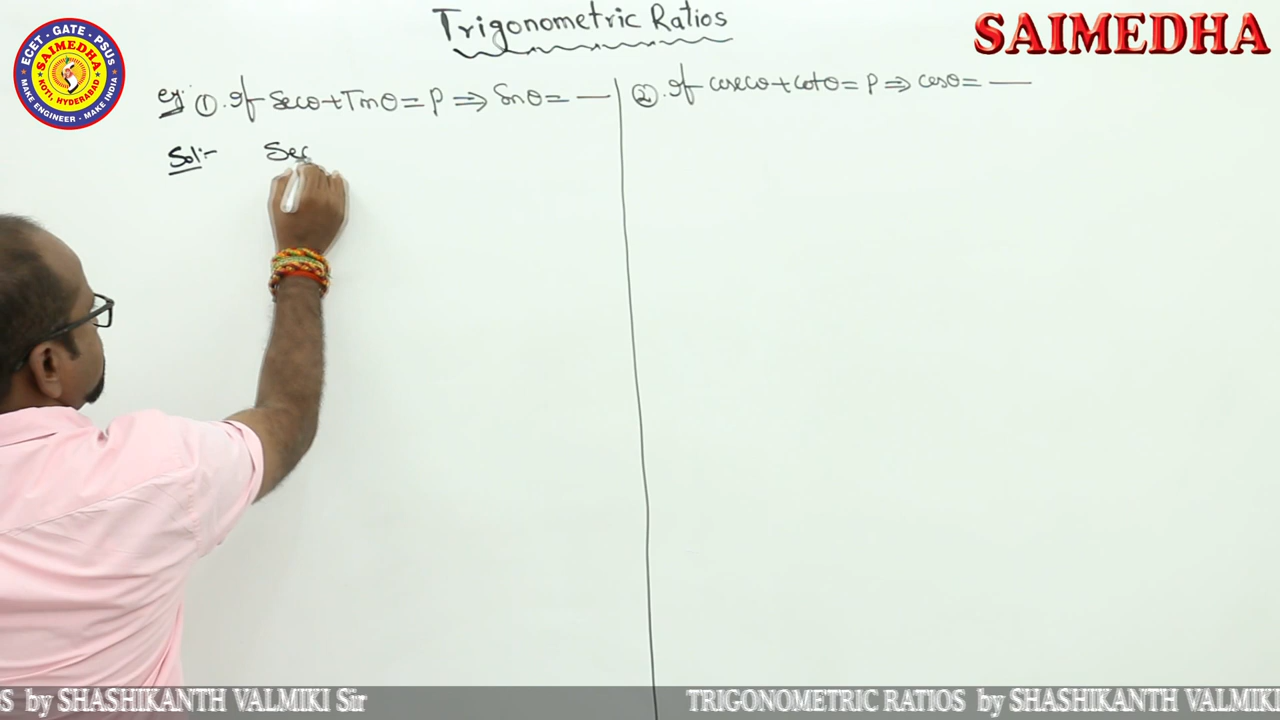 Trigonometric Ratios
SAIMEDHA
ECET - GATE - PSUS
SAIMEDHA
KOTI, HYDERABAD
MAKE ENGINEER - MAKE INDIA
eg: ① If Secθ+Tanθ = p ⇒ Sinθ = —
② If cosecθ+cotθ = p ⇒ cosθ = —
Sol:- Sec
S by SHASHIKANTH VALMIKI Sir
TRIGONOMETRIC RATIOS by SHASHIKANTH VALMIKI